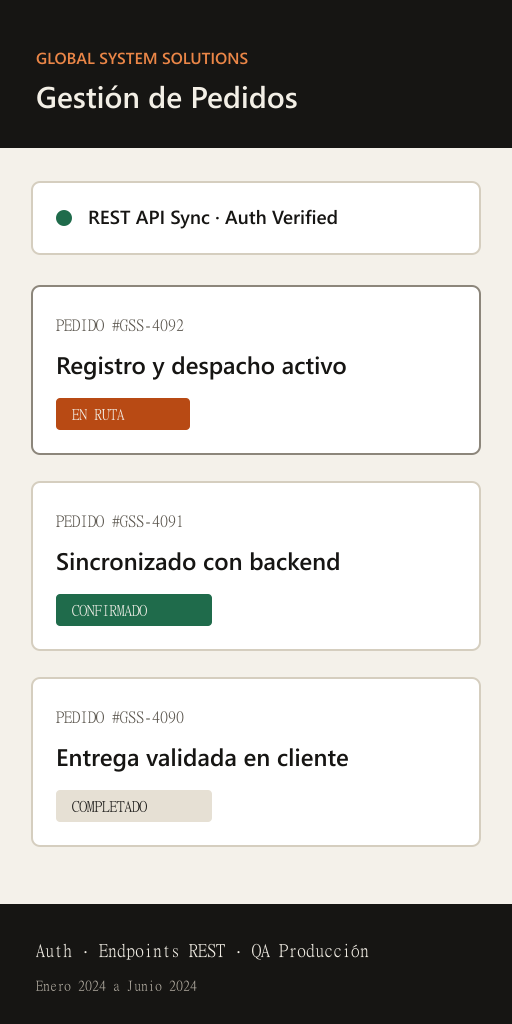 GLOBAL SYSTEM SOLUTIONS
Gestión de Pedidos
REST API Sync · Auth Verified
PEDIDO #GSS-4092
Registro y despacho activo
EN RUTA
PEDIDO #GSS-4091
Sincronizado con backend
CONFIRMADO
PEDIDO #GSS-4090
Entrega validada en cliente
COMPLETADO
Auth · Endpoints REST · QA Producción
Enero 2024 a Junio 2024